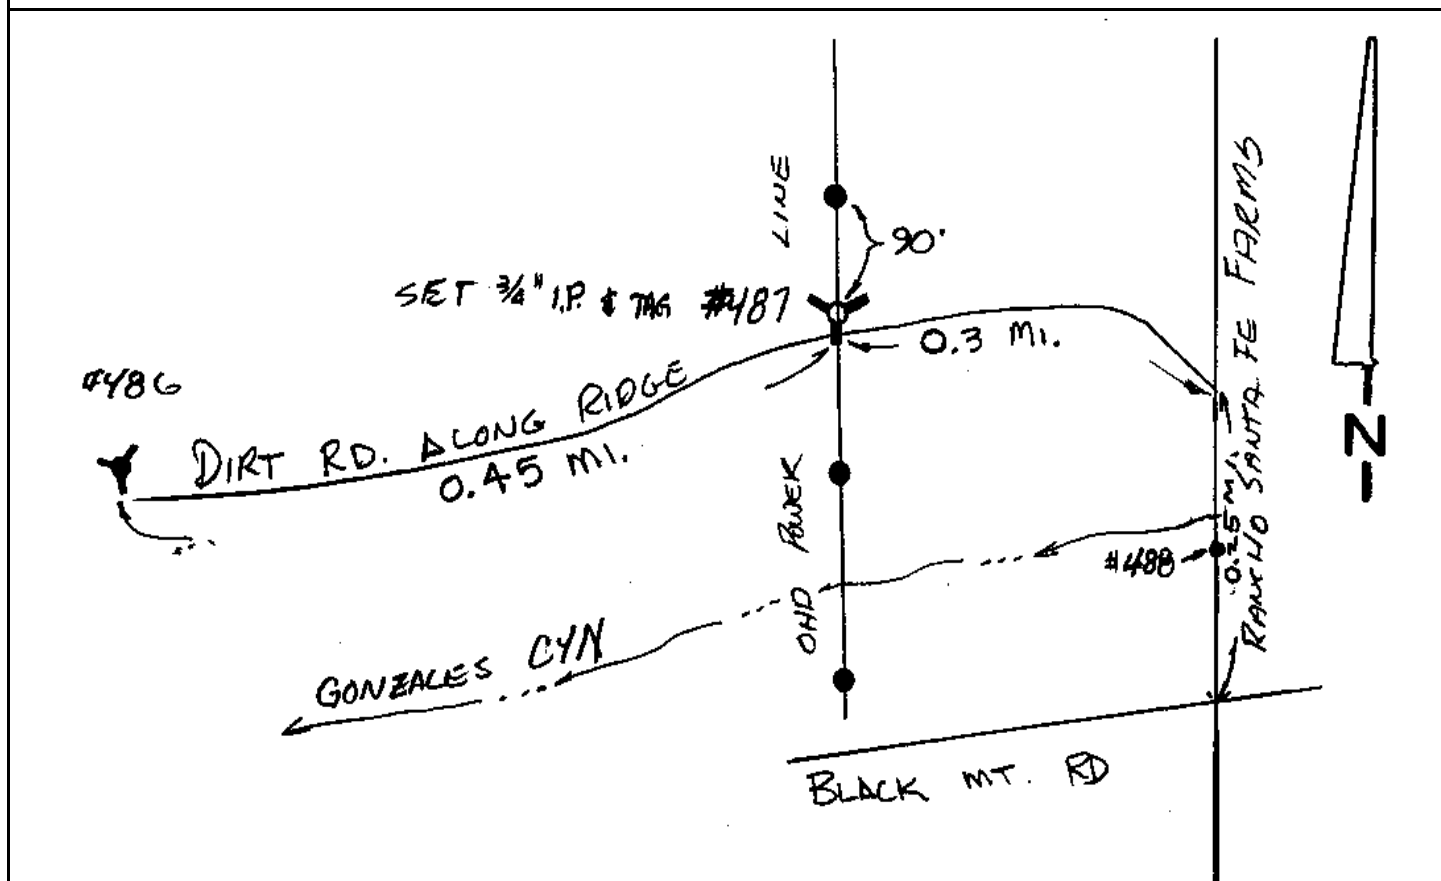 LINE
90'
SET 3/4" I.P. & TAG #487
0.3 MI.
#486
DIRT RD. ALONG RIDGE
0.45 MI.
RANCHO SANTA FE FARMS
0.25 MI.
N
OHD POWER
#488
GONZALES CYN
BLACK MT. RD